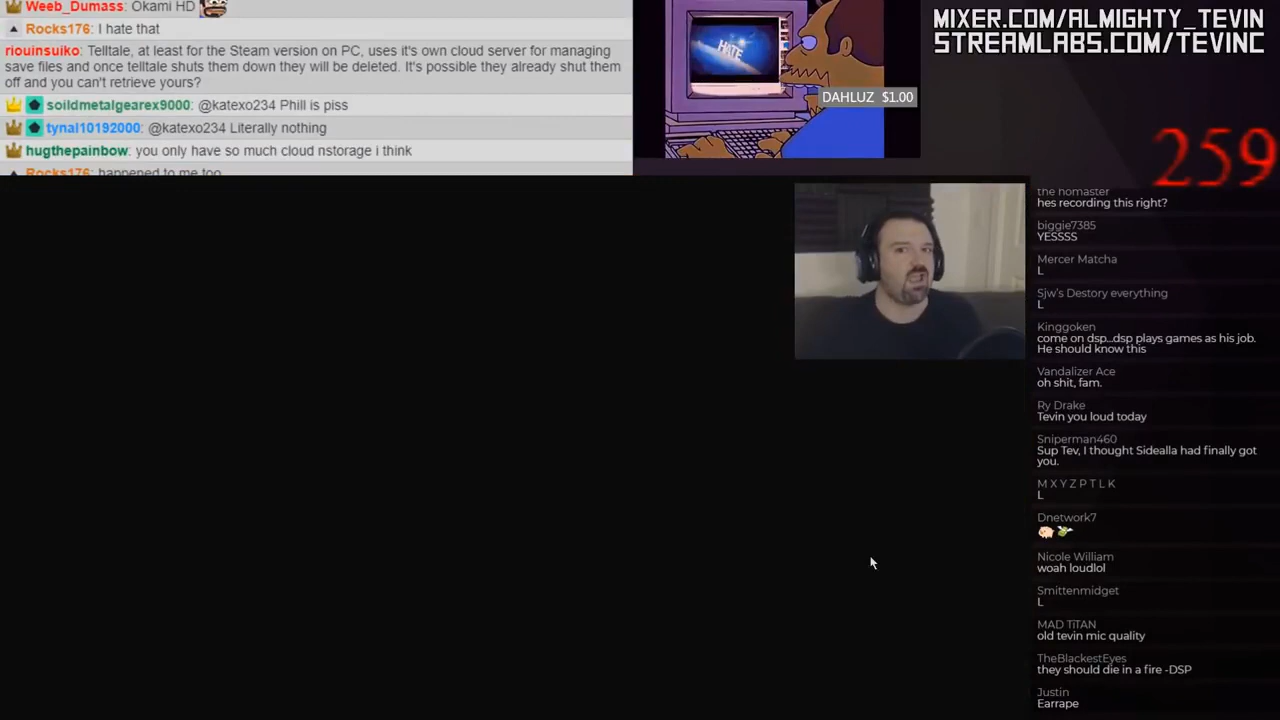 Weeb_Dumass: Okami HD
Rocks176: I hate that
riouinsuiko: Telltale, at least for the Steam version on PC, uses it's own cloud server for managing
save files and once telltale shuts them down they will be deleted. It's possible they already shut them
off and you can't retrieve yours?
soildmetalgearex9000: @katexo234 Phill is piss
tynal10192000: @katexo234 Literally nothing
hugthepainbow: you only have so much cloud nstorage i think
Rocks176: happened to me too
HATE
DAHLUZ $1.00
MIXER.COM/ALMIGHTY_TEVIN
STREAMLABS.COM/TEVINC
259
the homaster
hes recording this right?
biggie7385
YESSSS
Mercer Matcha
L
Sjw's Destory everything
L
Kinggoken
come on dsp...dsp plays games as his job.
He should know this
Vandalizer Ace
oh shit, fam.
Ry Drake
Tevin you loud today
Sniperman460
Sup Tev, I thought Sidealla had finally got
you.
M X Y Z P T L K
L
Dnetwork7
Nicole William
woah loudlol
Smittenmidget
L
MAD TiTAN
old tevin mic quality
TheBlackestEyes
they should die in a fire -DSP
Justin
Earrape